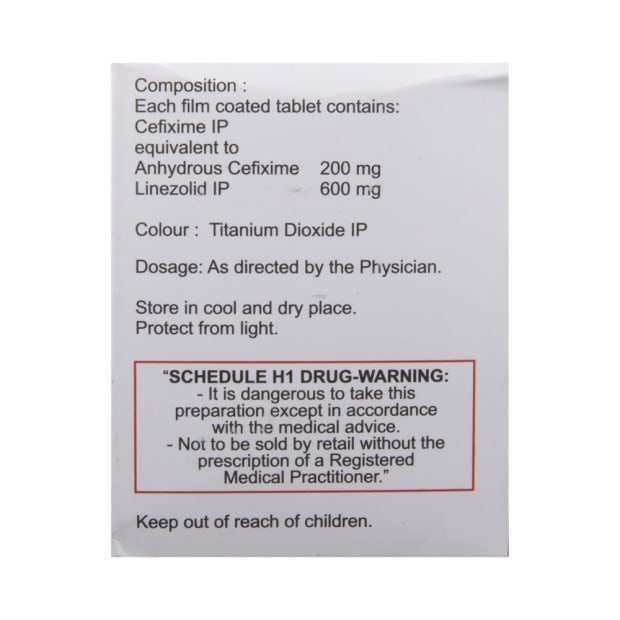 Composition :
Each film coated tablet contains:
Cefixime IP
equivalent to
Anhydrous Cefixime 200 mg
Linezolid IP 600 mg
Colour : Titanium Dioxide IP
Dosage: As directed by the Physician.
Store in cool and dry place.
Protect from light.
“SCHEDULE H1 DRUG-WARNING:
- It is dangerous to take this
preparation except in accordance
with the medical advice.
- Not to be sold by retail without the
prescription of a Registered
Medical Practitioner.”
Keep out of reach of children.